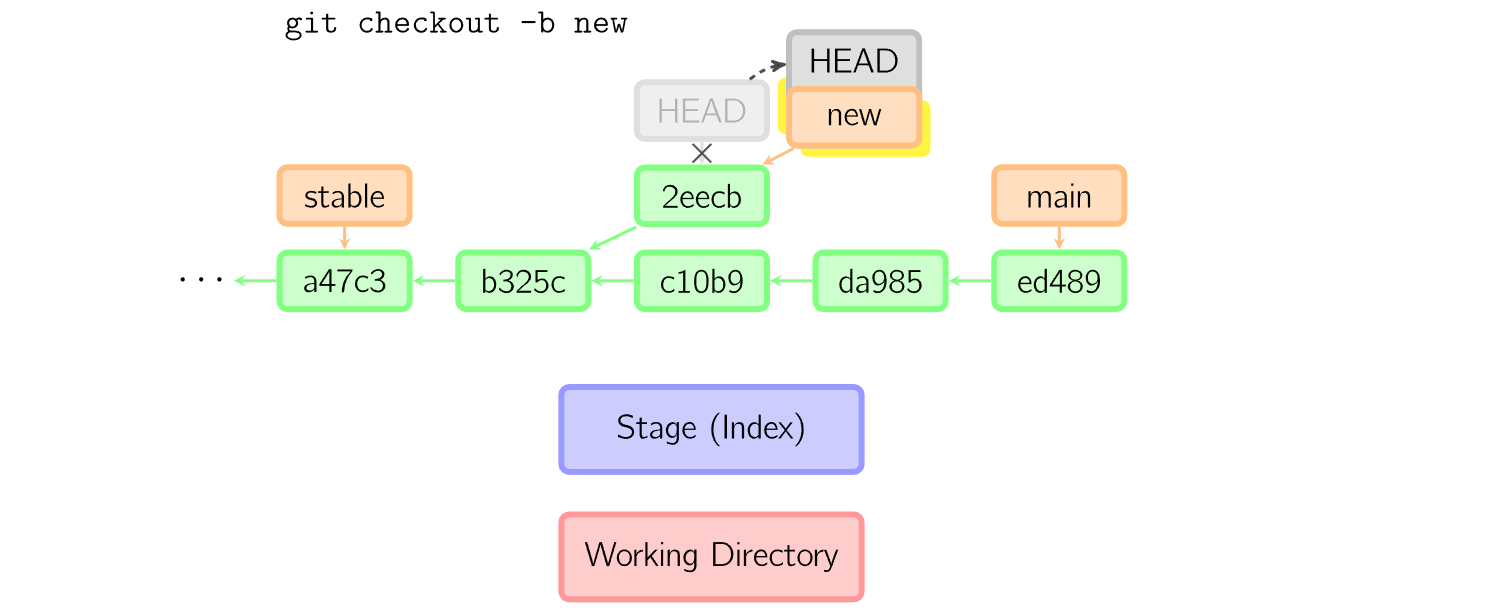 git checkout -b new
HEAD
HEAD
new
stable
2eecb
main
...
a47c3
b325c
c10b9
da985
ed489
Stage (Index)
Working Directory